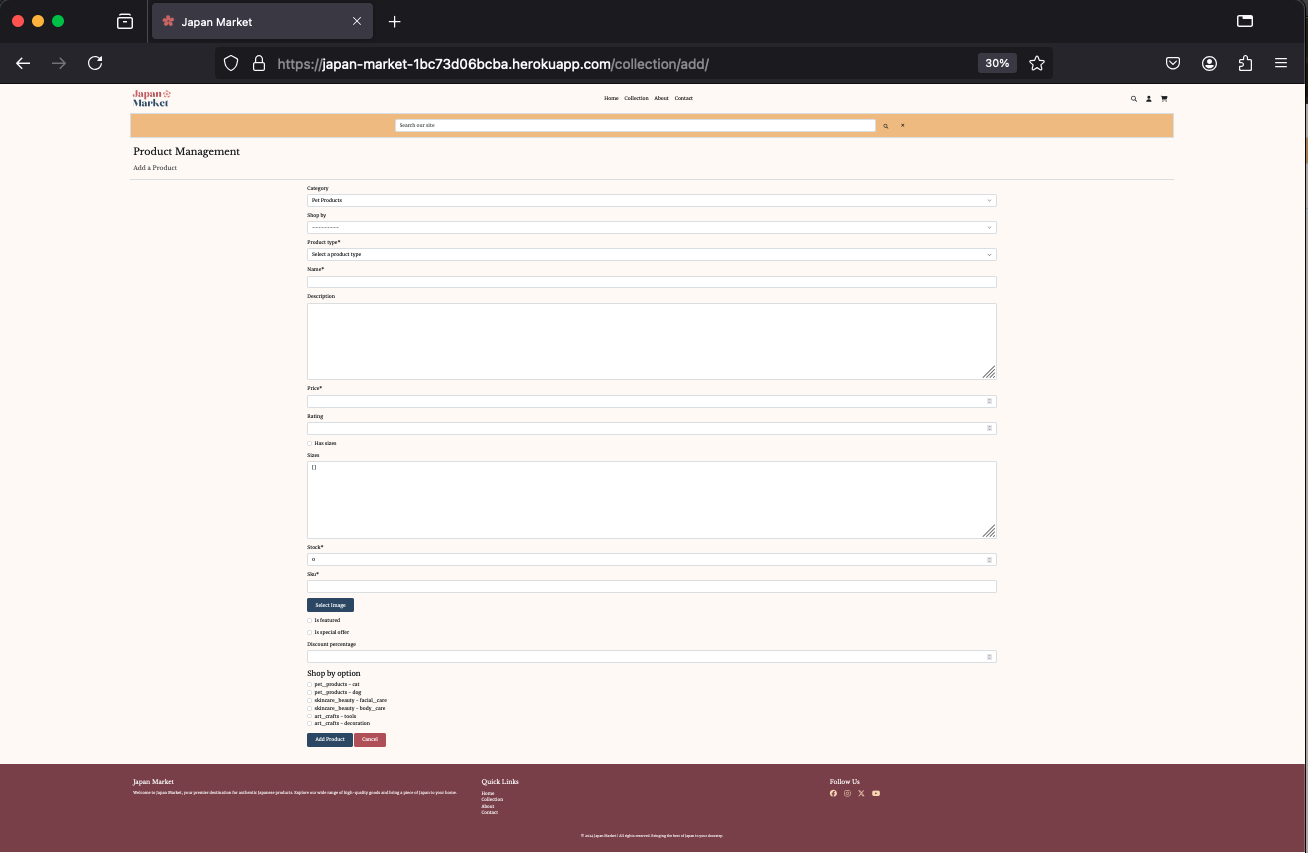 Japan Market
https://japan-market-1bc73d06bcba.herokuapp.com/collection/add/
30%
Japan
Market
Home Collection About Contact
Search our site
Product Management
Add a Product
Category
Pet Products
Shop by
---------
Product type*
Select a product type
Name*
Description
Price*
Rating
Has sizes
Sizes
[]
Stock*
0
Sku*
Select Image
Is featured
Is special offer
Discount percentage
Shop by option
pet_products - cat
pet_products - dog
skincare_beauty - facial_care
skincare_beauty - body_care
art_crafts - tools
art_crafts - decoration
Add Product Cancel
Japan Market
Welcome to Japan Market, your premier destination for authentic Japanese products. Explore our wide range of high-quality goods and bring a piece of Japan to your home.
Quick Links
Home
Collection
About
Contact
Follow Us
© 2024 Japan Market | All rights reserved. Bringing the best of Japan to your doorstep.